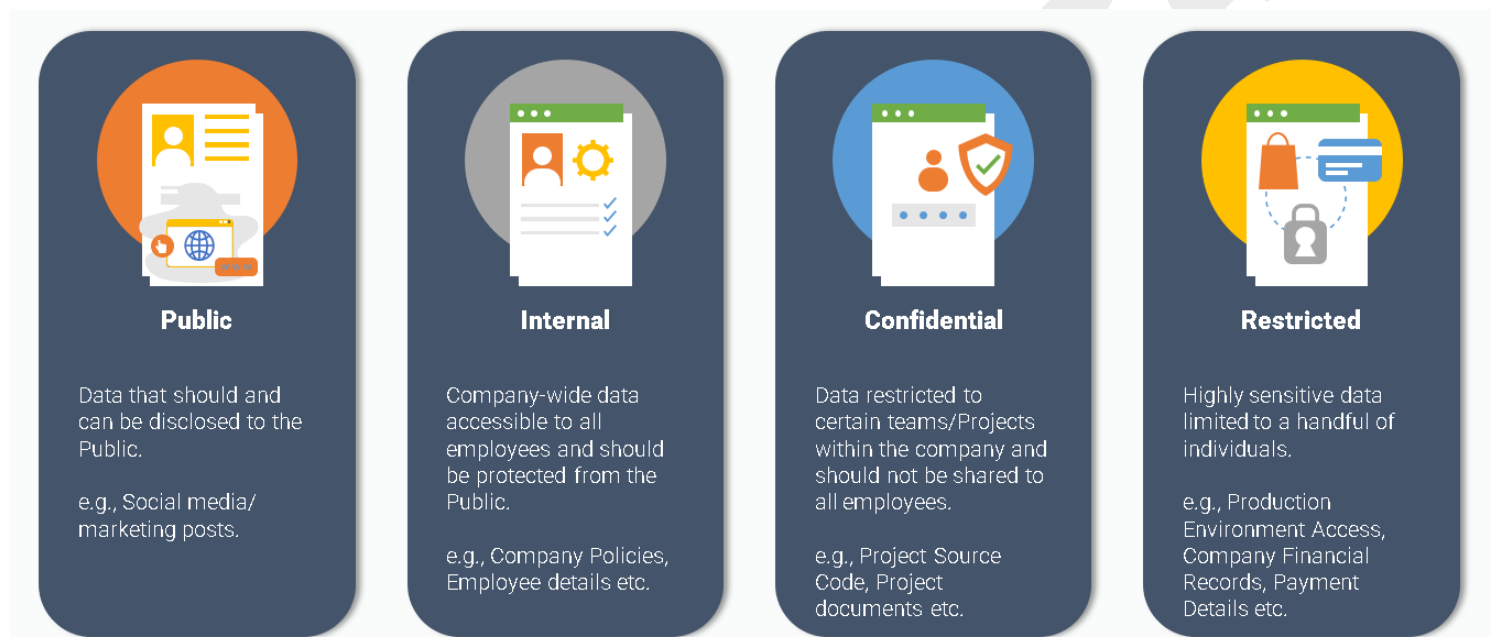 Public
Data that should and
can be disclosed to the
Public.
e.g., Social media/
marketing posts.
Internal
Company-wide data
accessible to all
employees and should
be protected from the
Public.
e.g., Company Policies,
Employee details etc.
Confidential
Data restricted to
certain teams/Projects
within the company and
should not be shared to
all employees.
e.g., Project Source
Code, Project
documents etc.
Restricted
Highly sensitive data
limited to a handful of
individuals.
e.g., Production
Environment Access,
Company Financial
Records, Payment
Details etc.